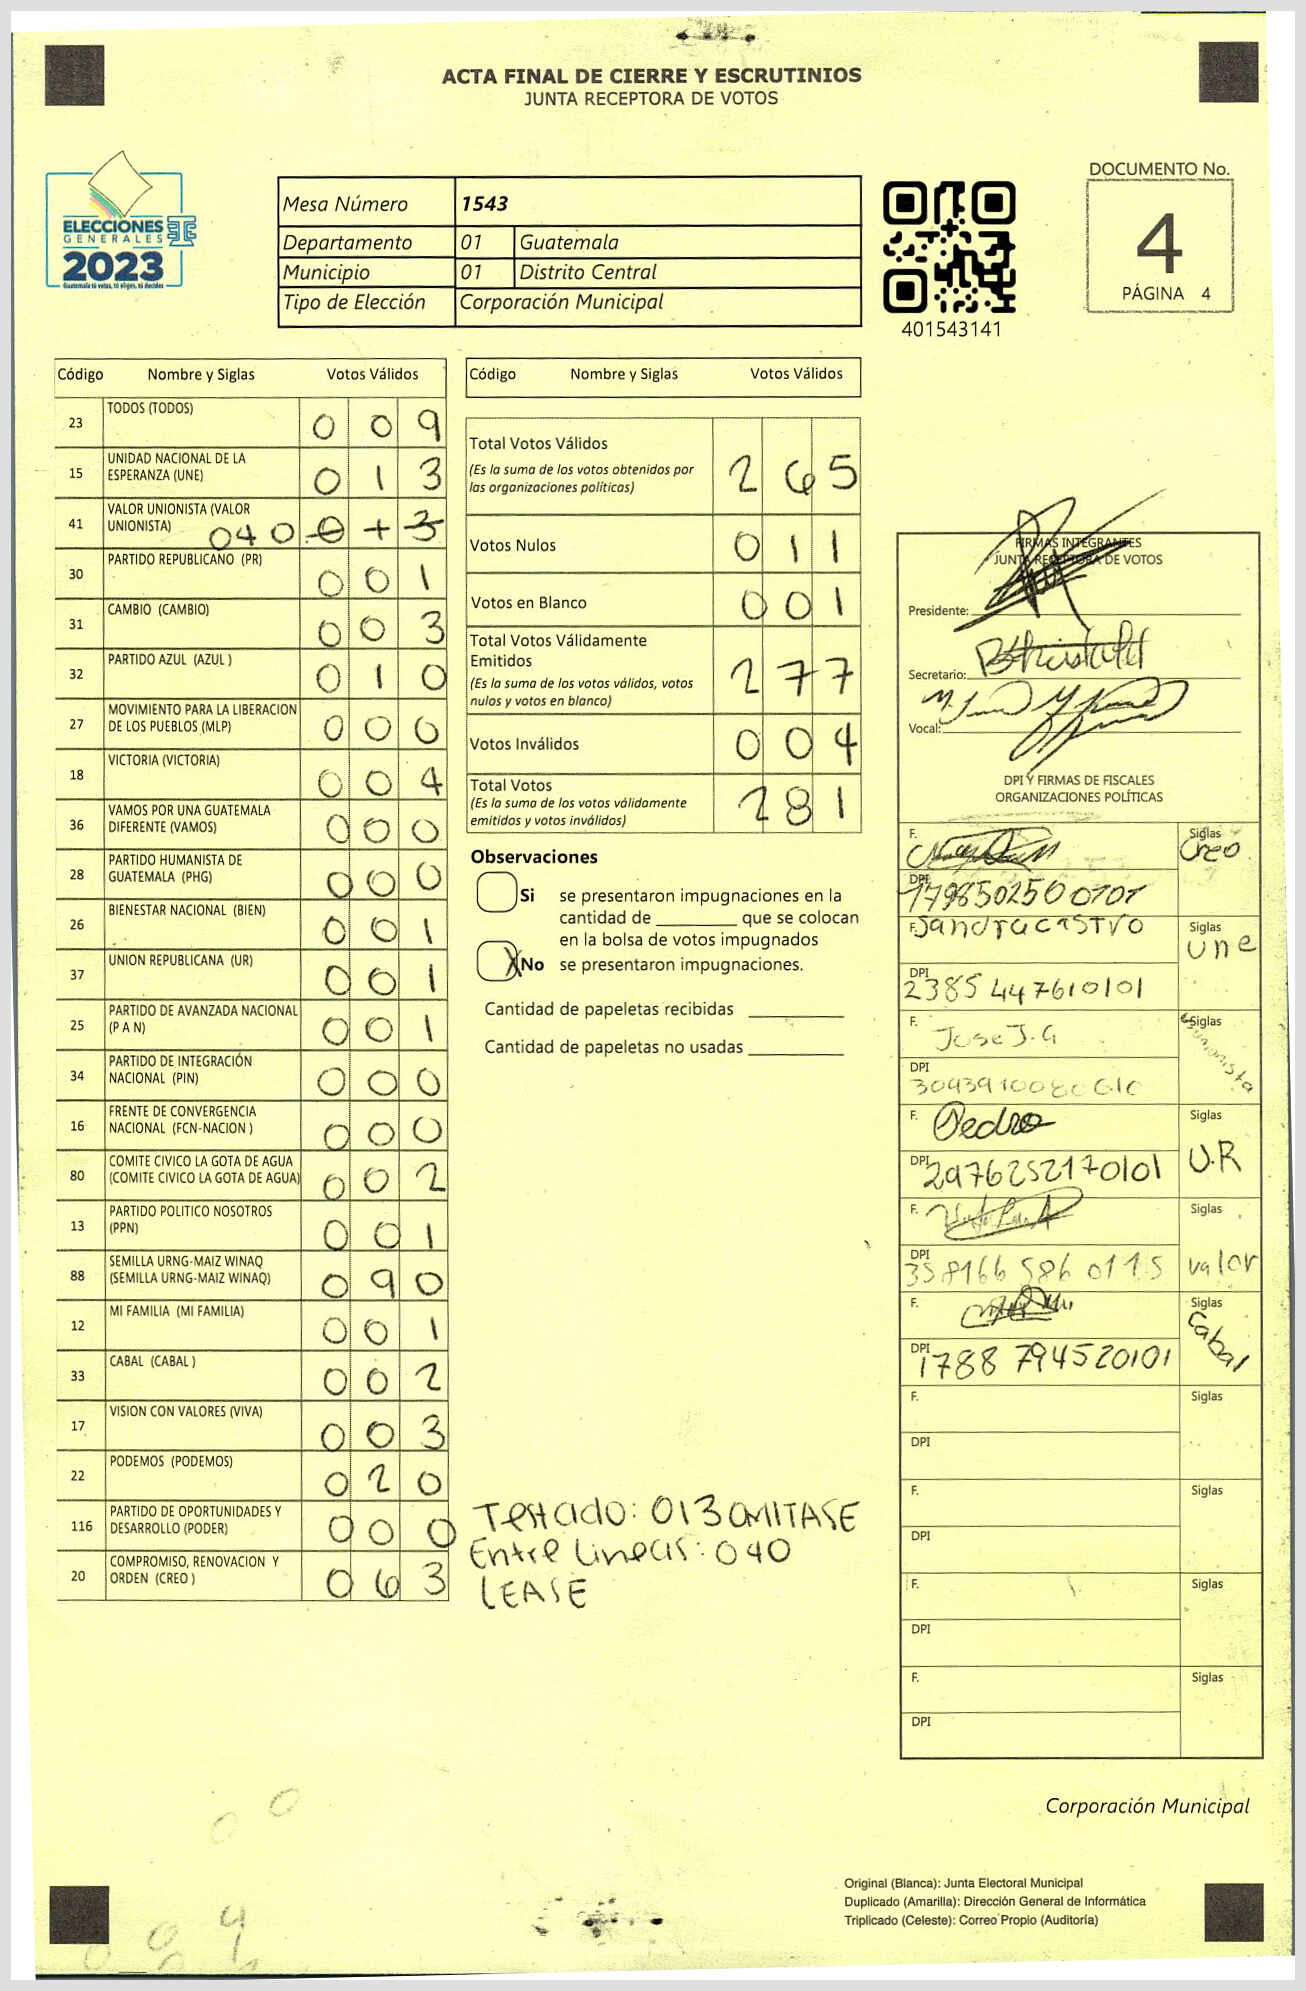 ACTA FINAL DE CIERRE Y ESCRUTINIOS
JUNTA RECEPTORA DE VOTOS
ELECCIONES
GENERALES
2023
Guatemala tú votas, tú eliges, tú decides
Mesa Número 1543
Departamento 01 Guatemala
Municipio 01 Distrito Central
Tipo de Elección Corporación Municipal
401543141
DOCUMENTO No.
4
PÁGINA 4
Código Nombre y Siglas Votos Válidos
23 TODOS (TODOS) 0 0 9
15 UNIDAD NACIONAL DE LA
ESPERANZA (UNE) 0 1 3
41 VALOR UNIONISTA (VALOR
UNIONISTA) 040 0 1 3
30 PARTIDO REPUBLICANO (PR) 0 0 1
31 CAMBIO (CAMBIO) 0 0 3
32 PARTIDO AZUL (AZUL ) 0 1 0
27 MOVIMIENTO PARA LA LIBERACION
DE LOS PUEBLOS (MLP) 0 0 0
18 VICTORIA (VICTORIA) 0 0 4
36 VAMOS POR UNA GUATEMALA
DIFERENTE (VAMOS) 0 0 0
28 PARTIDO HUMANISTA DE
GUATEMALA (PHG) 0 0 0
26 BIENESTAR NACIONAL (BIEN) 0 0 1
37 UNION REPUBLICANA (UR) 0 0 1
25 PARTIDO DE AVANZADA NACIONAL
(P A N) 0 0 1
34 PARTIDO DE INTEGRACIÓN
NACIONAL (PIN) 0 0 0
16 FRENTE DE CONVERGENCIA
NACIONAL (FCN-NACION ) 0 0 0
80 COMITE CIVICO LA GOTA DE AGUA
(COMITE CIVICO LA GOTA DE AGUA) 0 0 2
13 PARTIDO POLITICO NOSOTROS
(PPN) 0 0 1
88 SEMILLA URNG-MAIZ WINAQ
(SEMILLA URNG-MAIZ WINAQ) 0 9 0
12 MI FAMILIA (MI FAMILIA) 0 0 1
33 CABAL (CABAL ) 0 0 2
17 VISION CON VALORES (VIVA) 0 0 3
22 PODEMOS (PODEMOS) 0 2 0
116 PARTIDO DE OPORTUNIDADES Y
DESARROLLO (PODER) 0 0 0
20 COMPROMISO, RENOVACION Y
ORDEN (CREO ) 0 6 3
Código Nombre y Siglas Votos Válidos
Total Votos Válidos 2 6 5
(Es la suma de los votos obtenidos por
las organizaciones políticas)
Votos Nulos 0 1 1
Votos en Blanco 0 0 1
Total Votos Válidamente
Emitidos 2 7 7
(Es la suma de los votos válidos, votos
nulos y votos en blanco)
Votos Inválidos 0 0 4
Total Votos 2 8 1
(Es la suma de los votos válidamente
emitidos y votos inválidos)
Observaciones
Si se presentaron impugnaciones en la
cantidad de ________ que se colocan
en la bolsa de votos impugnados
X No se presentaron impugnaciones.
Cantidad de papeletas recibidas
Cantidad de papeletas no usadas
Testado: 013 OMITASE
Entre Lineas: 040
LEASE
FIRMAS INTEGRANTES
JUNTA RECEPTORA DE VOTOS
Presidente:
Secretario:
Vocal:
DPI Y FIRMAS DE FISCALES
ORGANIZACIONES POLÍTICAS
F. Siglas
Creo
DPI 1798502500101
F. Sandra castro Siglas
une
DPI
2385 447610101
F. Jose J. G Siglas
DPI
F. Pedro Siglas
U.R
DPI 2976252170101
F. Siglas
valor
DPI
358166 586 0115
F. Siglas
Cabal
DPI 1788 794520101
F. Siglas
DPI
F. Siglas
DPI
F. Siglas
DPI
F. Siglas
DPI
Corporación Municipal
Original (Blanca): Junta Electoral Municipal
Duplicado (Amarilla): Dirección General de Informática
Triplicado (Celeste): Correo Propio (Auditoría)